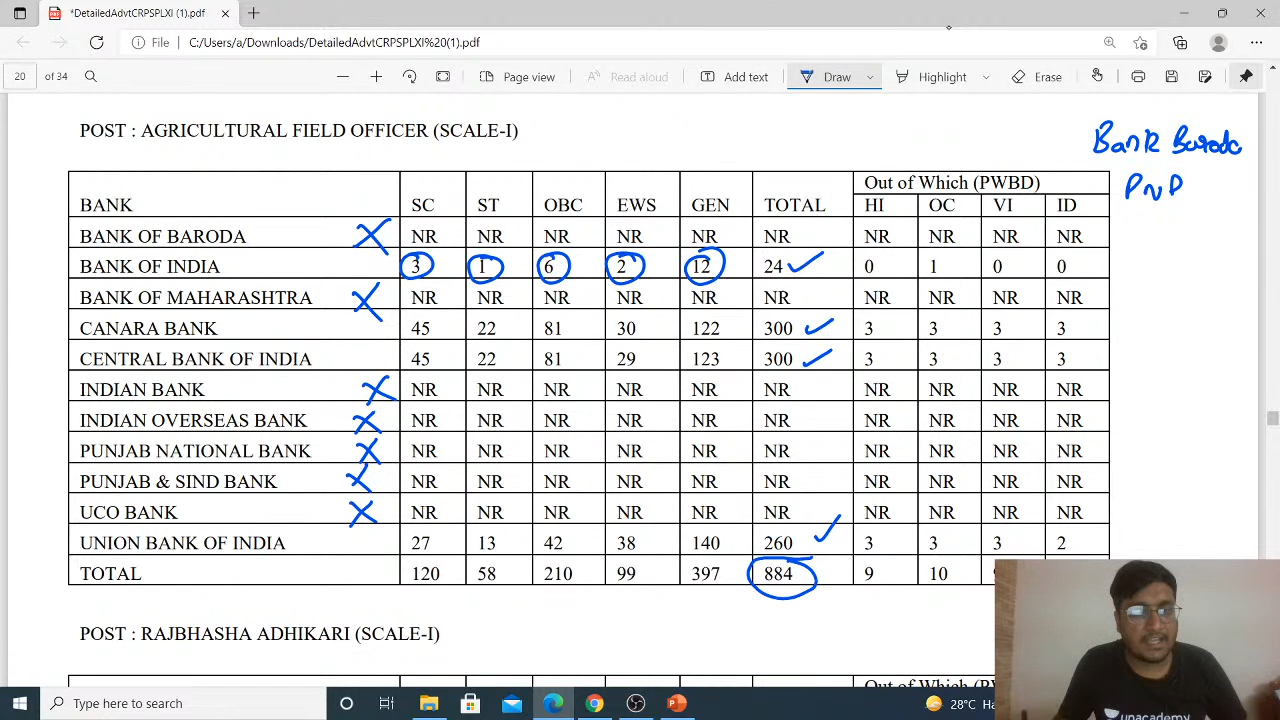 *DetailedAdvtCRPSPLXI (1).pdf
File C:/Users/a/Downloads/DetailedAdvtCRPSPLXI%20(1).pdf
20 of 34 Page view Read aloud Add text Draw Highlight Erase
POST : AGRICULTURAL FIELD OFFICER (SCALE-I)
Bank Baroda
PNP
Out of Which (PWBD)
BANK SC ST OBC EWS GEN TOTAL HI OC VI ID
BANK OF BARODA NR NR NR NR NR NR NR NR NR NR
BANK OF INDIA 3 1 6 2 12 24 0 1 0 0
BANK OF MAHARASHTRA NR NR NR NR NR NR NR NR NR NR
CANARA BANK 45 22 81 30 122 300 3 3 3 3
CENTRAL BANK OF INDIA 45 22 81 29 123 300 3 3 3 3
INDIAN BANK NR NR NR NR NR NR NR NR NR NR
INDIAN OVERSEAS BANK NR NR NR NR NR NR NR NR NR NR
PUNJAB NATIONAL BANK NR NR NR NR NR NR NR NR NR NR
PUNJAB & SIND BANK NR NR NR NR NR NR NR NR NR NR
UCO BANK NR NR NR NR NR NR NR NR NR NR
UNION BANK OF INDIA 27 13 42 38 140 260 3 3 3 2
TOTAL 120 58 210 99 397 884 9 10
POST : RAJBHASHA ADHIKARI (SCALE-I)
Out of Which (PW
Type here to search 28°C Ha
unacademy